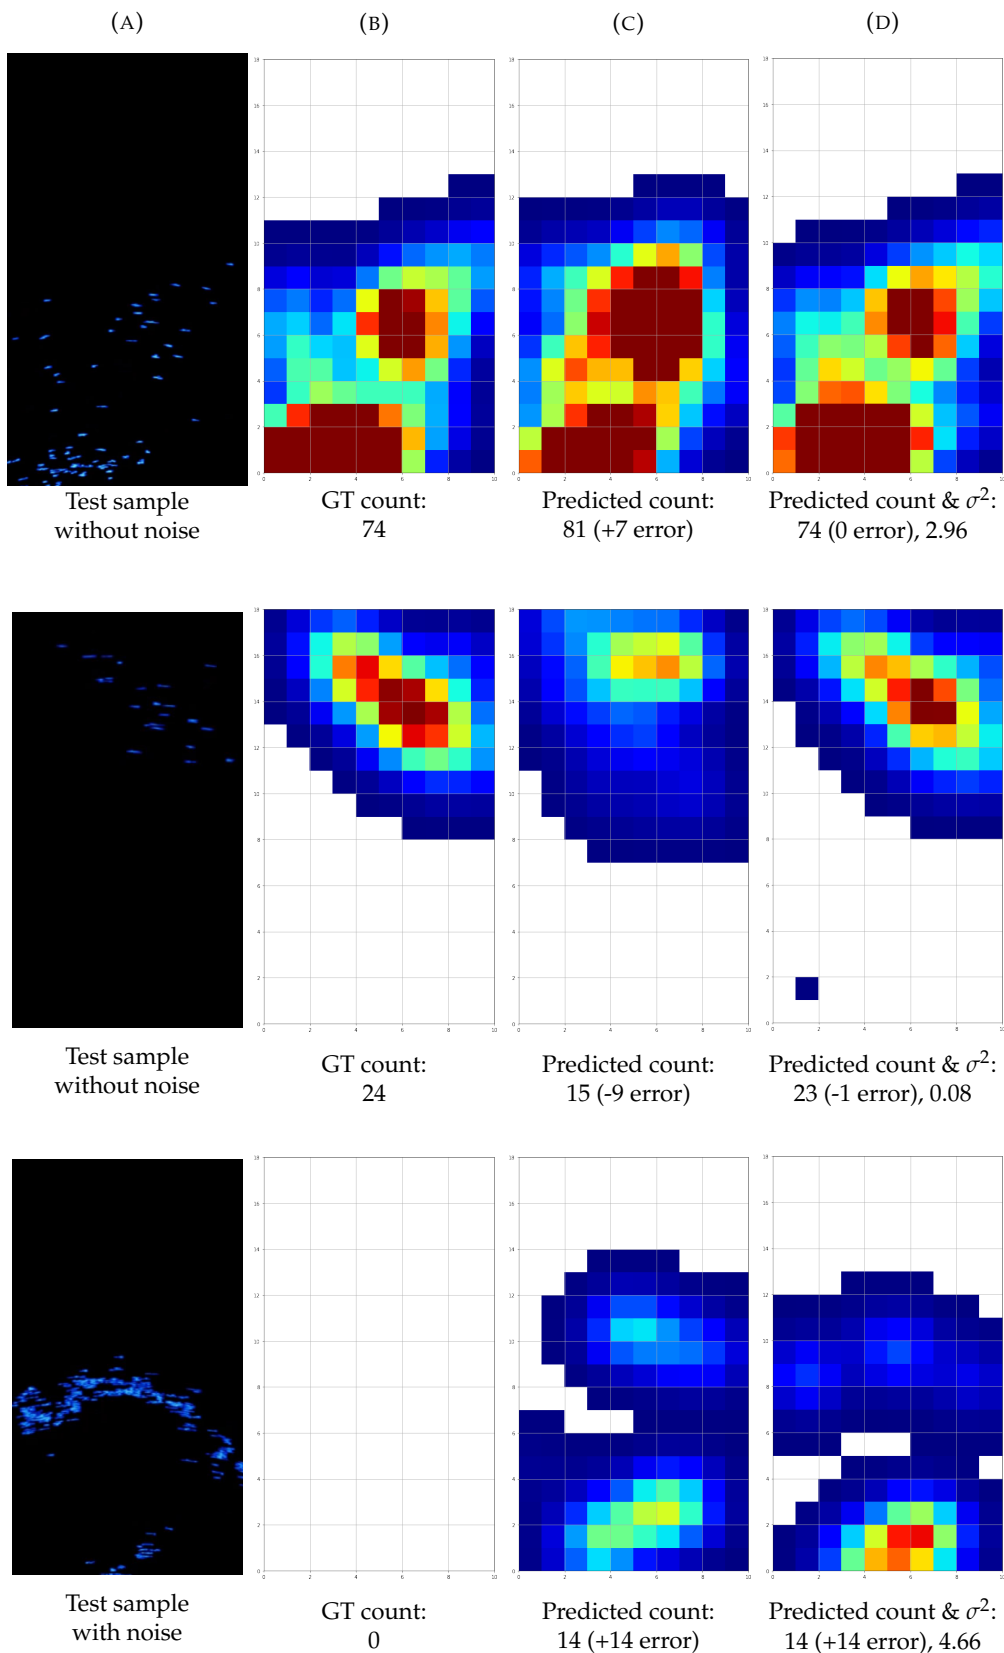 (A) (B) (C) (D)
Test sample
without noise
GT count:
74
Predicted count:
81 (+7 error)
Predicted count & σ²:
74 (0 error), 2.96
Test sample
without noise
GT count:
24
Predicted count:
15 (-9 error)
Predicted count & σ²:
23 (-1 error), 0.08
Test sample
with noise
GT count:
0
Predicted count:
14 (+14 error)
Predicted count & σ²:
14 (+14 error), 4.66